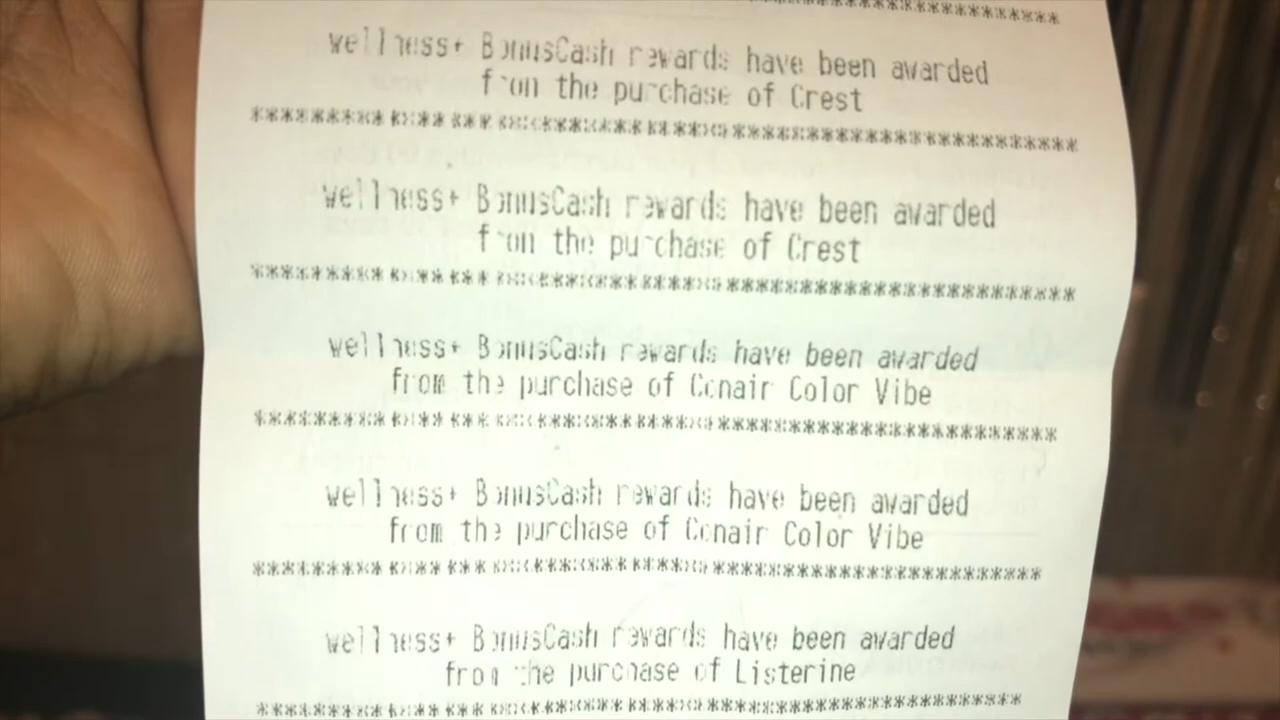 ***************************
wellness+ BonusCash rewards have been awarded
from the purchase of Crest
*****************************************************************
wellness+ BonusCash rewards have been awarded
from the purchase of Crest
*****************************************************************
wellness+ BonusCash rewards have been awarded
from the purchase of Conair Color Vibe
*****************************************************************
wellness+ BonusCash rewards have been awarded
from the purchase of Conair Color Vibe
*****************************************************************
wellness+ BonusCash rewards have been awarded
from the purchase of Listerine
*****************************************************************